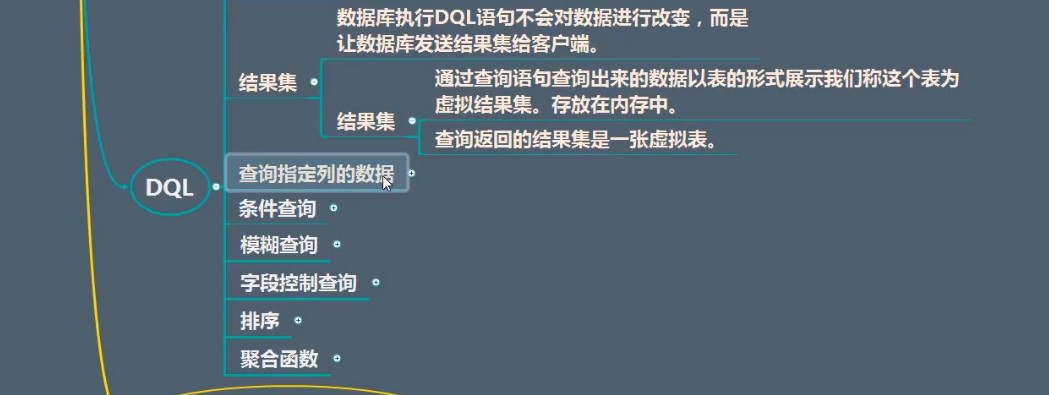 数据库执行DQL语句不会对数据进行改变，而是
让数据库发送结果集给客户端。
结果集
通过查询语句查询出来的数据以表的形式展示我们称这个表为
虚拟结果集。存放在内存中。
结果集
查询返回的结果集是一张虚拟表。
DQL
查询指定列的数据
条件查询
模糊查询
字段控制查询
排序
聚合函数